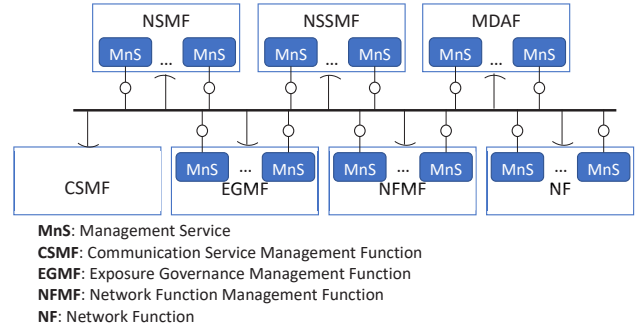 NSMF NSSMF MDAF
MnS ... MnS MnS ... MnS MnS ... MnS
MnS ... MnS MnS ... MnS MnS ... MnS
CSMF EGMF NFMF NF
MnS: Management Service
CSMF: Communication Service Management Function
EGMF: Exposure Governance Management Function
NFMF: Network Function Management Function
NF: Network Function